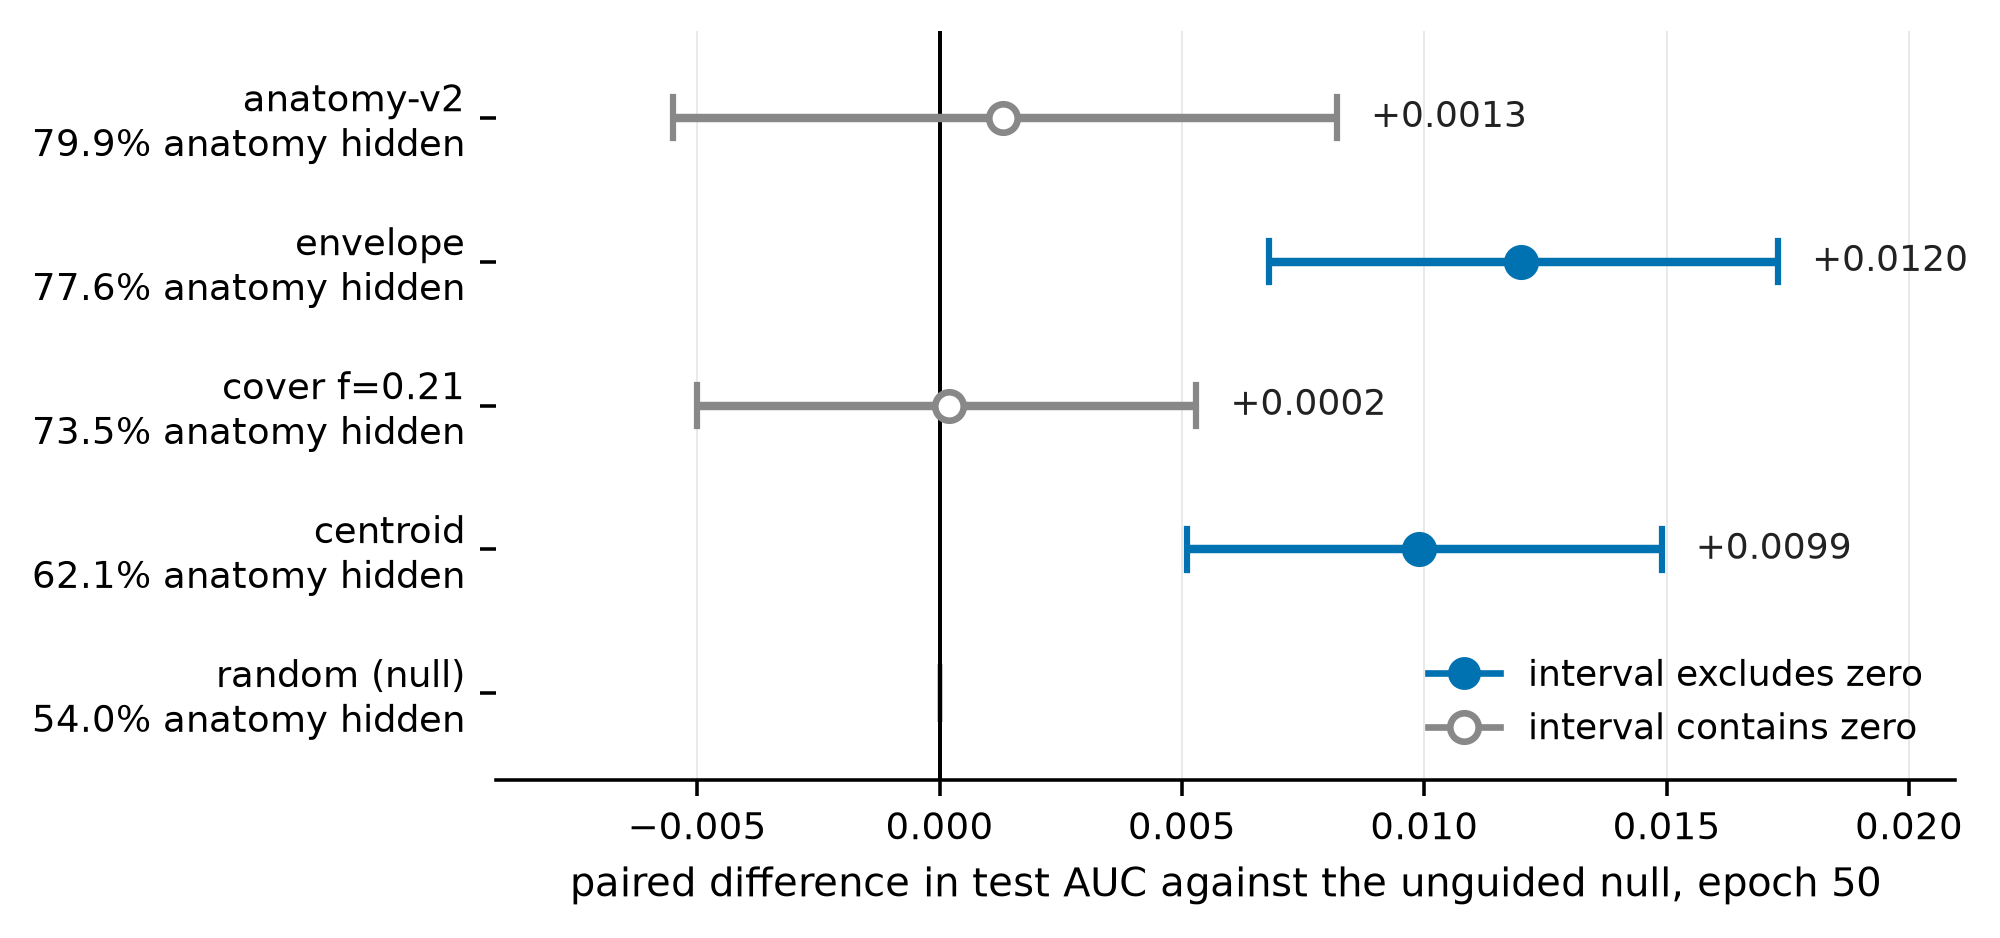 anatomy-v2
79.9% anatomy hidden
+0.0013
envelope
77.6% anatomy hidden
+0.0120
cover f=0.21
73.5% anatomy hidden
+0.0002
centroid
62.1% anatomy hidden
+0.0099
random (null)
54.0% anatomy hidden
interval excludes zero
interval contains zero
−0.005 0.000 0.005 0.010 0.015 0.020
paired difference in test AUC against the unguided null, epoch 50